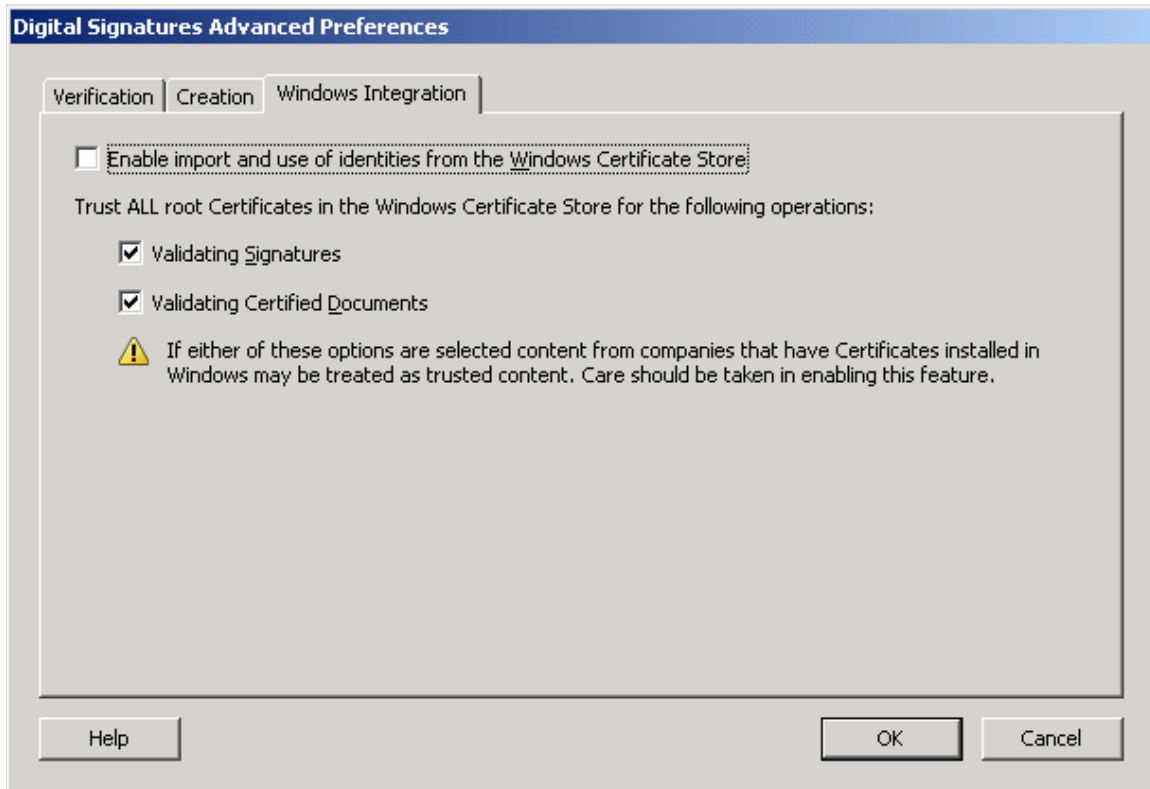 Digital Signatures Advanced Preferences
Verification Creation Windows Integration
Enable import and use of identities from the Windows Certificate Store
Trust ALL root Certificates in the Windows Certificate Store for the following operations:
Validating Signatures
Validating Certified Documents
If either of these options are selected content from companies that have Certificates installed in
Windows may be treated as trusted content. Care should be taken in enabling this feature.
Help OK Cancel